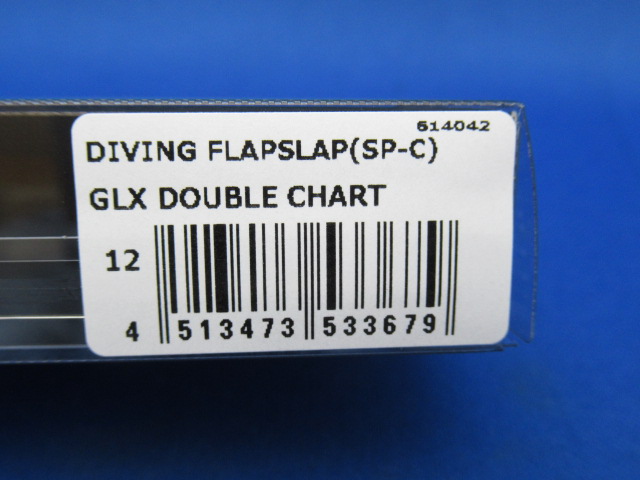 614042
DIVING FLAPSLAP(SP-C)
GLX DOUBLE CHART
12
4 513473 533679